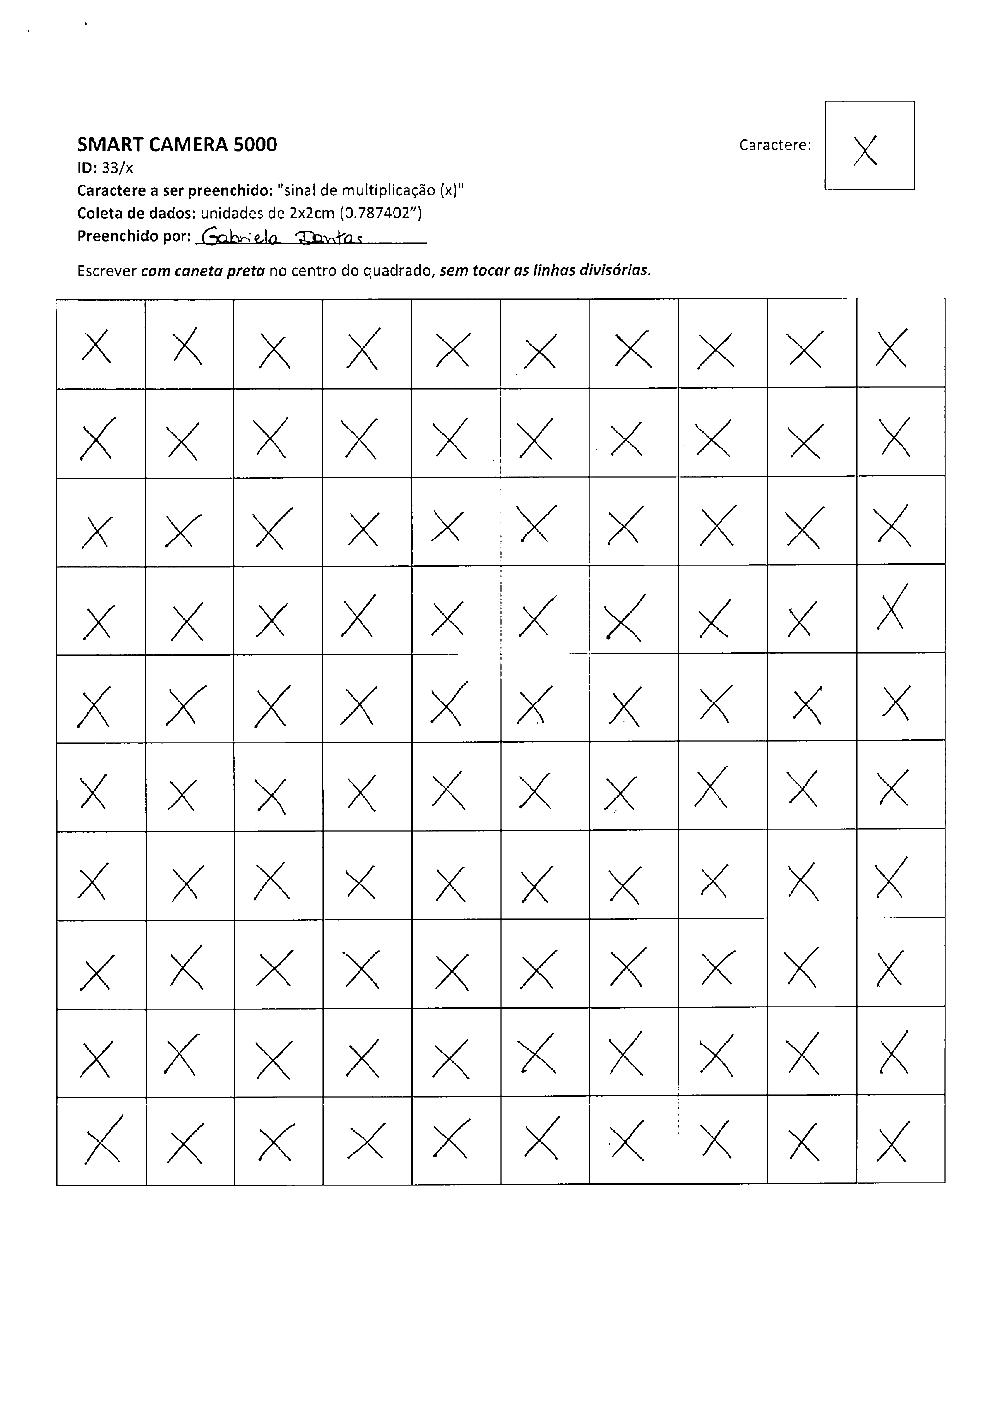 SMART CAMERA 5000
ID: 33/x
Caractere a ser preenchido: "sinal de multiplicação (x)"
Coleta de dados: unidades de 2x2cm (0.787402")
Preenchido por: Gabriela Dantas
Caractere: X
Escrever com caneta preta no centro do quadrado, sem tocar as linhas divisórias.
X X X X X X X X X X
X X X X X X X X X X
X X X X X X X X X X
X X X X X X X X X X
X X X X X X X X X X
X X X X X X X X X X
X X X X X X X X X X
X X X X X X X X X X
X X X X X X X X X X
X X X X X X X X X X